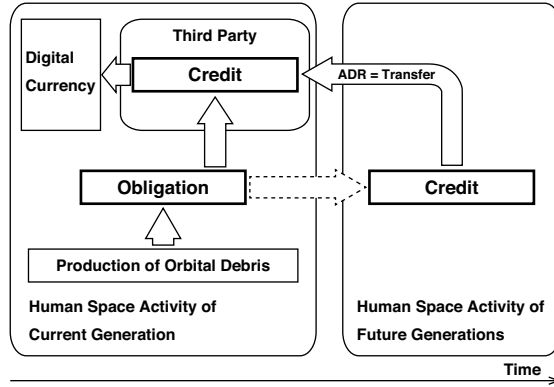 Third Party
Digital
Currency
Credit
ADR = Transfer
Obligation
Credit
Production of Orbital Debris
Human Space Activity of
Current Generation
Human Space Activity of
Future Generations
Time